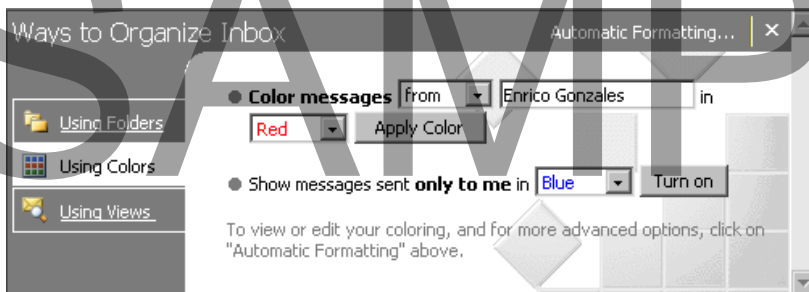 Ways to Organize Inbox
Automatic Formatting...
Using Folders
Using Colors
Using Views
Color messages from Enrico Gonzales in
Red Apply Color
Show messages sent only to me in Blue Turn on
To view or edit your coloring, and for more advanced options, click on
"Automatic Formatting" above.
SAMP